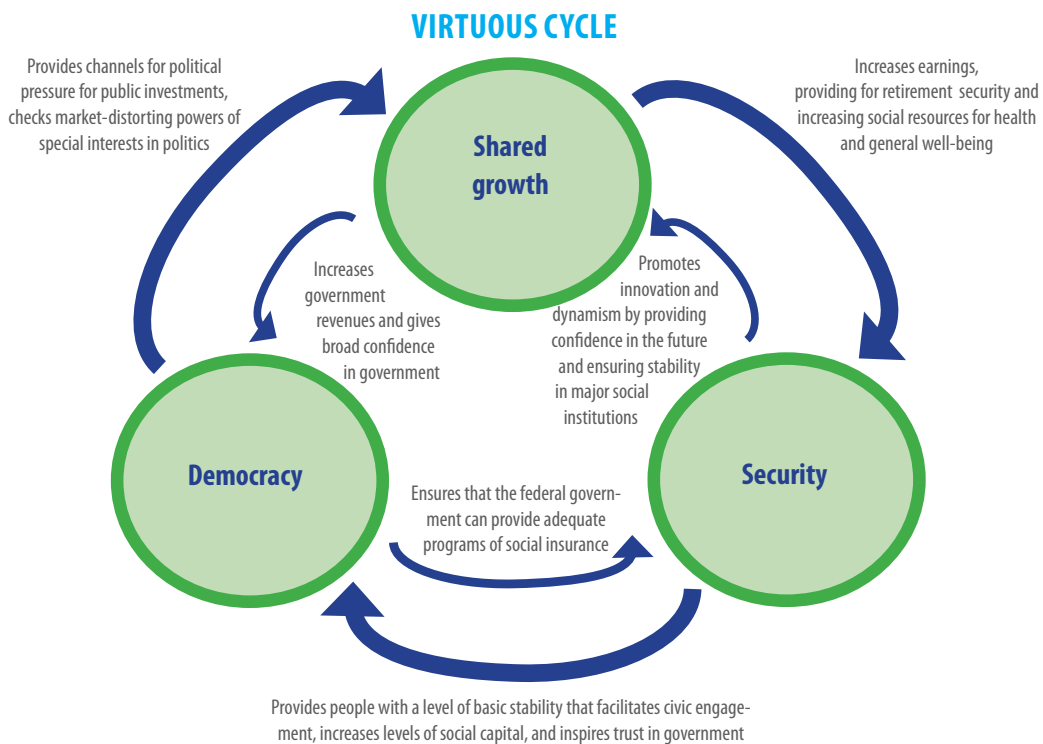 VIRTUOUS CYCLE
Provides channels for political
pressure for public investments,
checks market-distorting powers of
special interests in politics
Increases earnings,
providing for retirement security and
increasing social resources for health
and general well-being
Shared
growth
Increases
government
revenues and gives
broad confidence
in government
Promotes
innovation and
dynamism by providing
confidence in the future
and ensuring stability
in major social
institutions
Democracy
Security
Ensures that the federal govern-
ment can provide adequate
programs of social insurance
Provides people with a level of basic stability that facilitates civic engage-
ment, increases levels of social capital, and inspires trust in government